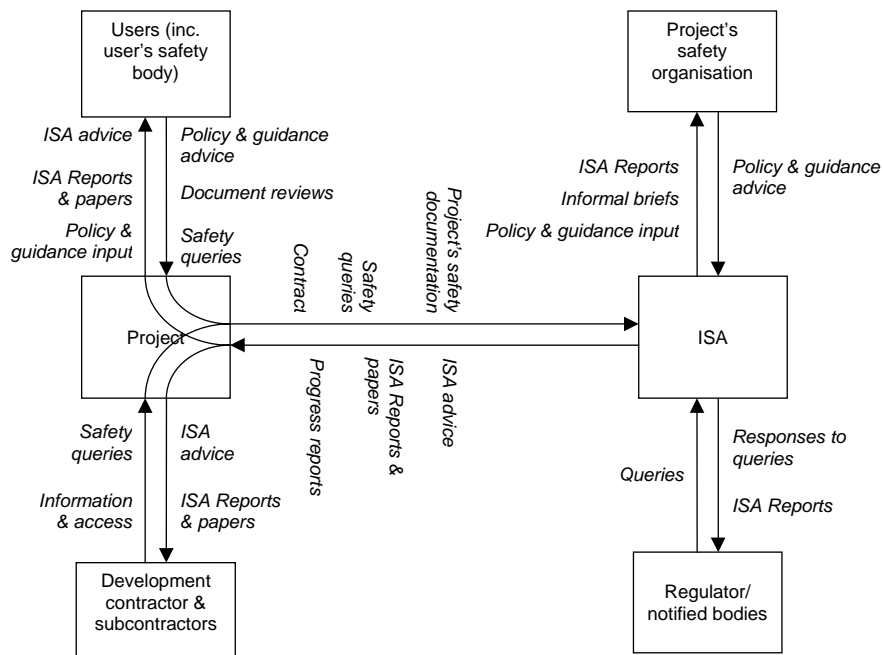 Users (inc.
user's safety
body)
Project's
safety
organisation
ISA advice
ISA Reports
& papers
Policy &
guidance input
Policy & guidance
advice
Document reviews
Safety
queries
ISA Reports
Informal briefs
Policy & guidance input
Policy & guidance
advice
Contract
Safety
queries
Project's safety
documentation
Project
ISA
Progress reports
ISA Reports &
papers
ISA advice
Safety
queries
Information
& access
ISA
advice
ISA Reports
& papers
Queries
Responses to
queries
ISA Reports
Development
contractor &
subcontractors
Regulator/
notified bodies